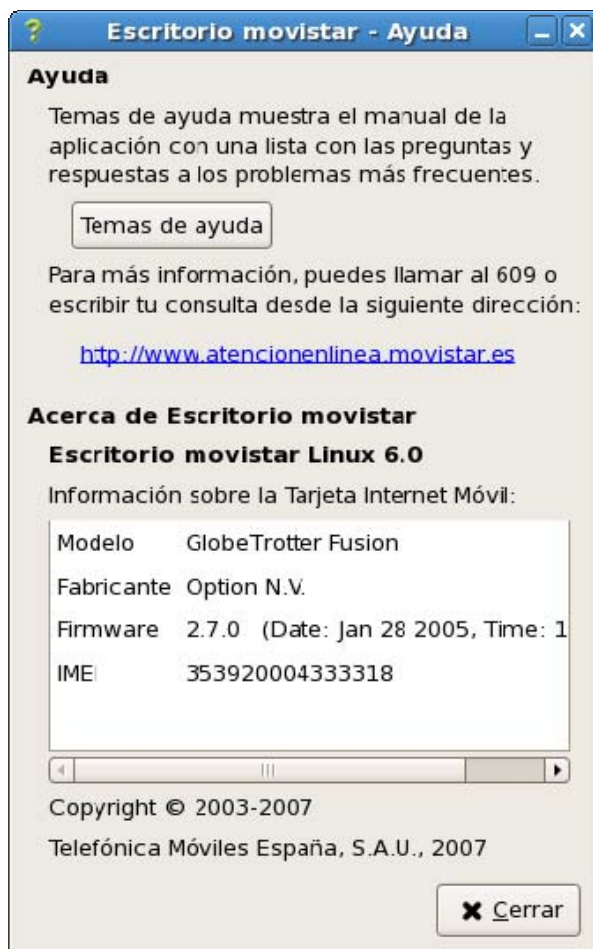 Escritorio movistar - Ayuda
Ayuda
Temas de ayuda muestra el manual de la
aplicación con una lista con las preguntas y
respuestas a los problemas más frecuentes.
Temas de ayuda
Para más información, puedes llamar al 609 o
escribir tu consulta desde la siguiente dirección:
http://www.atencionenlinea.movistar.es
Acerca de Escritorio movistar
Escritorio movistar Linux 6.0
Información sobre la Tarjeta Internet Móvil:
Modelo GlobeTrotter Fusion
Fabricante Option N.V.
Firmware 2.7.0 (Date: Jan 28 2005, Time: 1
IMEI 353920004333318
Copyright © 2003-2007
Telefónica Móviles España, S.A.U., 2007
Cerrar